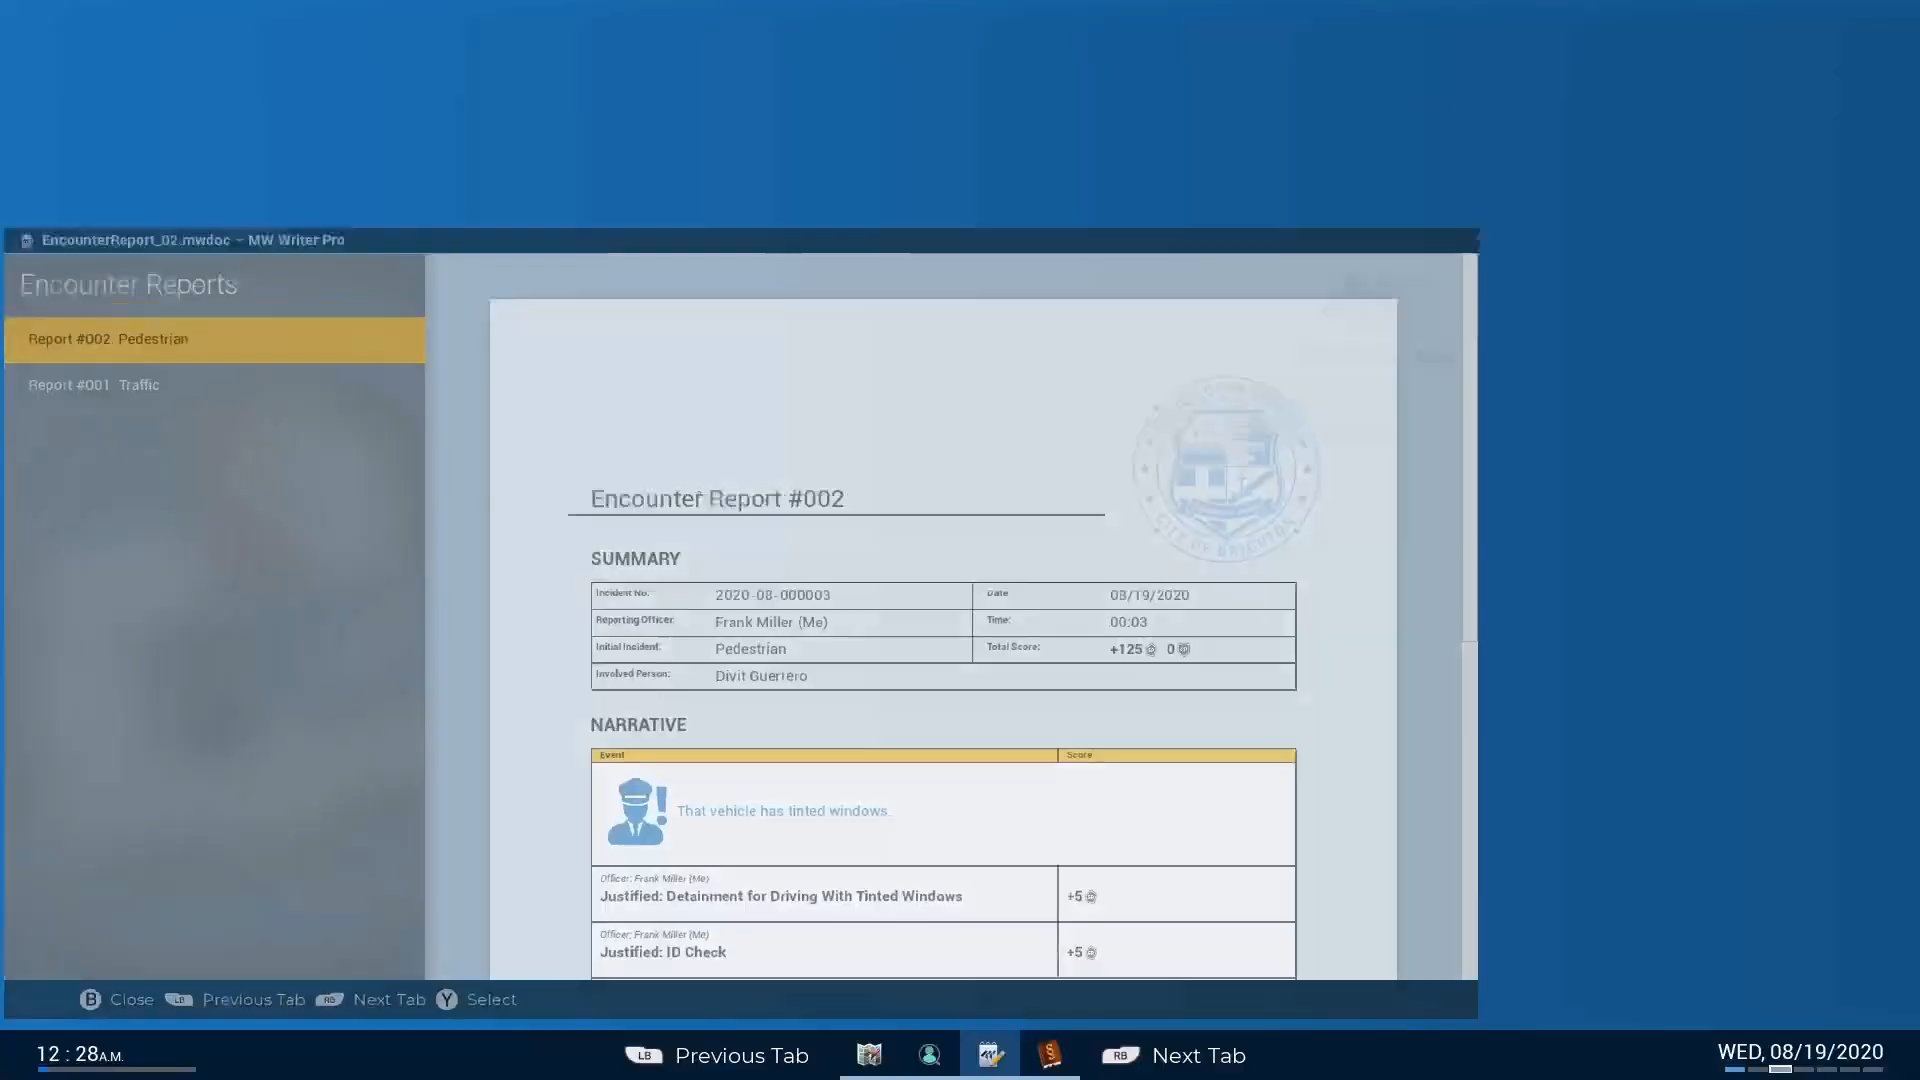 EncounterReport_02.mwdoc – MW Writer Pro
Encounter Reports
Report #002 Pedestrian
Report #001 Traffic
Encounter Report #002
CITY OF BRIGHTON
SUMMARY
Incident No.: 2020-08-000003 Date 08/19/2020
Reporting Officer: Frank Miller (Me) Time: 00:03
Initial Incident: Pedestrian Total Score: +125 0
Involved Person: Divit Guerrero
NARRATIVE
Event Score
That vehicle has tinted windows.
Officer: Frank Miller (Me)
Justified: Detainment for Driving With Tinted Windows +5
Officer: Frank Miller (Me)
Justified: ID Check +5
B Close LB Previous Tab RB Next Tab Y Select
12 : 28 A.M. LB Previous Tab RB Next Tab WED, 08/19/2020